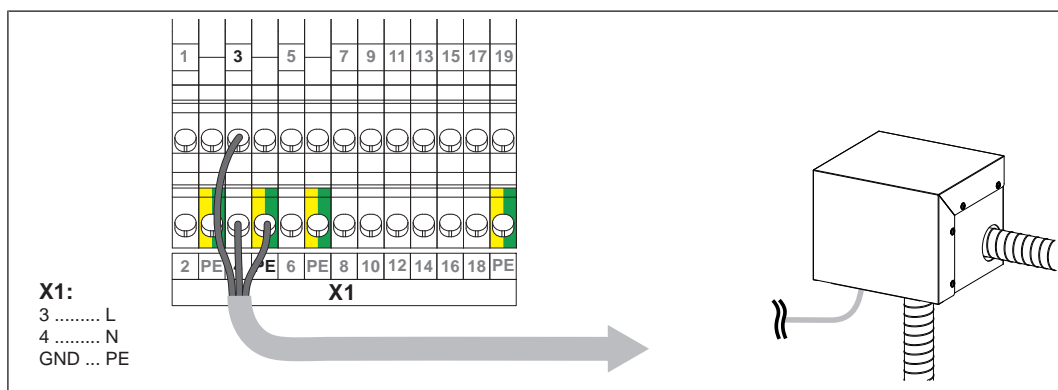 1 3 5 7 9 11 13 15 17 19
2 PE 4 PE 6 PE 8 10 12 14 16 18 PE
X1
X1:
3 ......... L
4 ......... N
GND ... PE